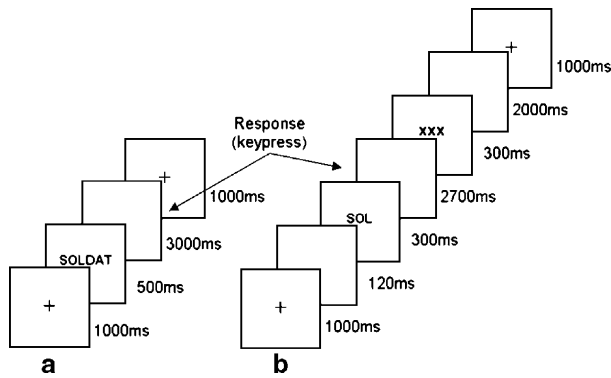 Response
(keypress)
+
1000ms
SOLDAT
500ms
3000ms
+
1000ms
a
+
1000ms
120ms
SOL
300ms
2700ms
xxx
300ms
2000ms
+
1000ms
b